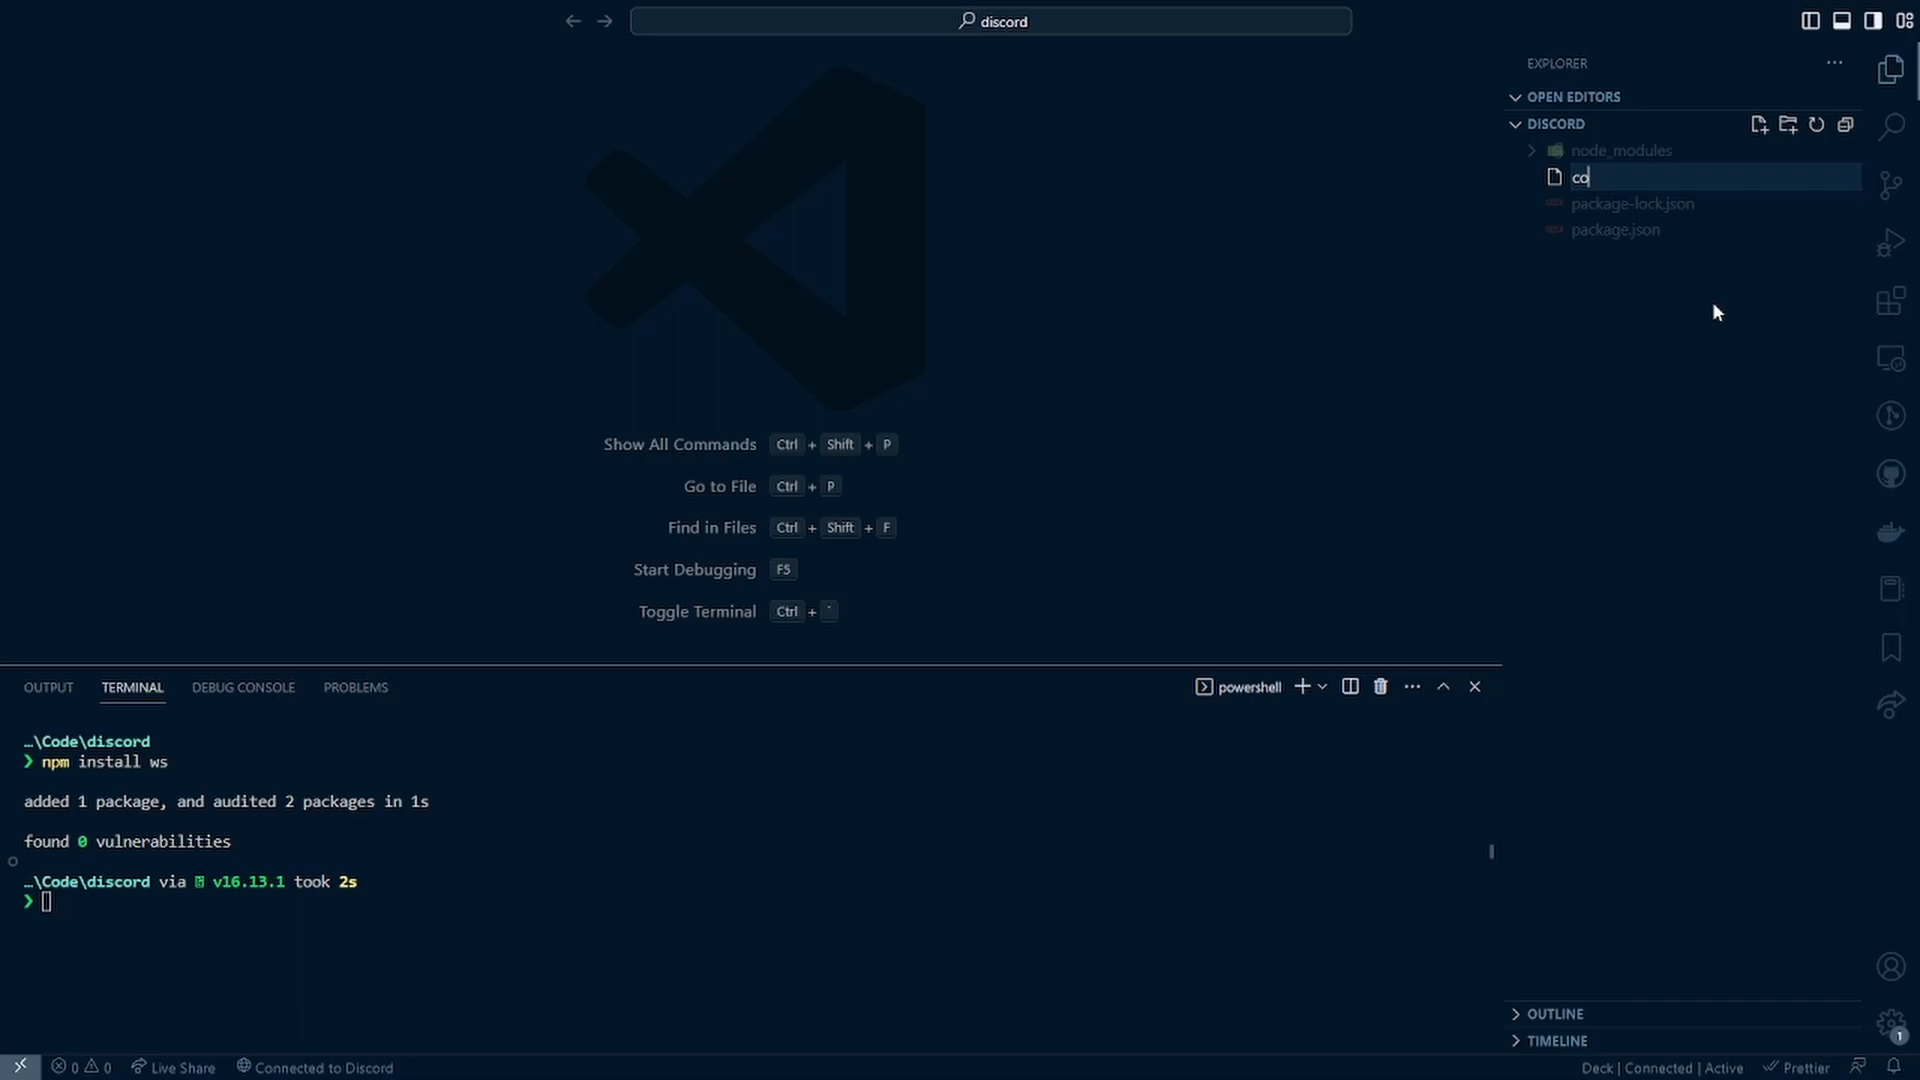 discord
EXPLORER
OPEN EDITORS
DISCORD
node_modules
co
package-lock.json
package.json
Show All Commands Ctrl + Shift + P
Go to File Ctrl + P
Find in Files Ctrl + Shift + F
Start Debugging F5
Toggle Terminal Ctrl + `
OUTPUT TERMINAL DEBUG CONSOLE PROBLEMS powershell
…\Code\discord
❯ npm install ws
added 1 package, and audited 2 packages in 1s
found 0 vulnerabilities
…\Code\discord via v16.13.1 took 2s
❯
OUTLINE
TIMELINE
1
0 0 Live Share Connected to Discord Deck | Connected | Active Prettier